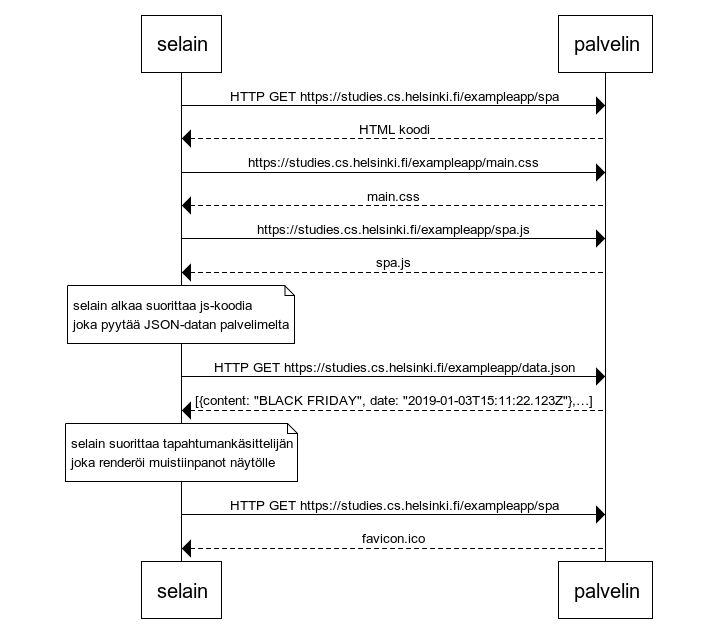 selain palvelin
HTTP GET https://studies.cs.helsinki.fi/exampleapp/spa
HTML koodi
https://studies.cs.helsinki.fi/exampleapp/main.css
main.css
https://studies.cs.helsinki.fi/exampleapp/spa.js
spa.js
selain alkaa suorittaa js-koodia
joka pyytää JSON-datan palvelimelta
HTTP GET https://studies.cs.helsinki.fi/exampleapp/data.json
[{content: "BLACK FRIDAY", date: "2019-01-03T15:11:22.123Z"},...]
selain suorittaa tapahtumankäsittelijän
joka renderöi muistiinpanot näytölle
HTTP GET https://studies.cs.helsinki.fi/exampleapp/spa
favicon.ico
selain palvelin